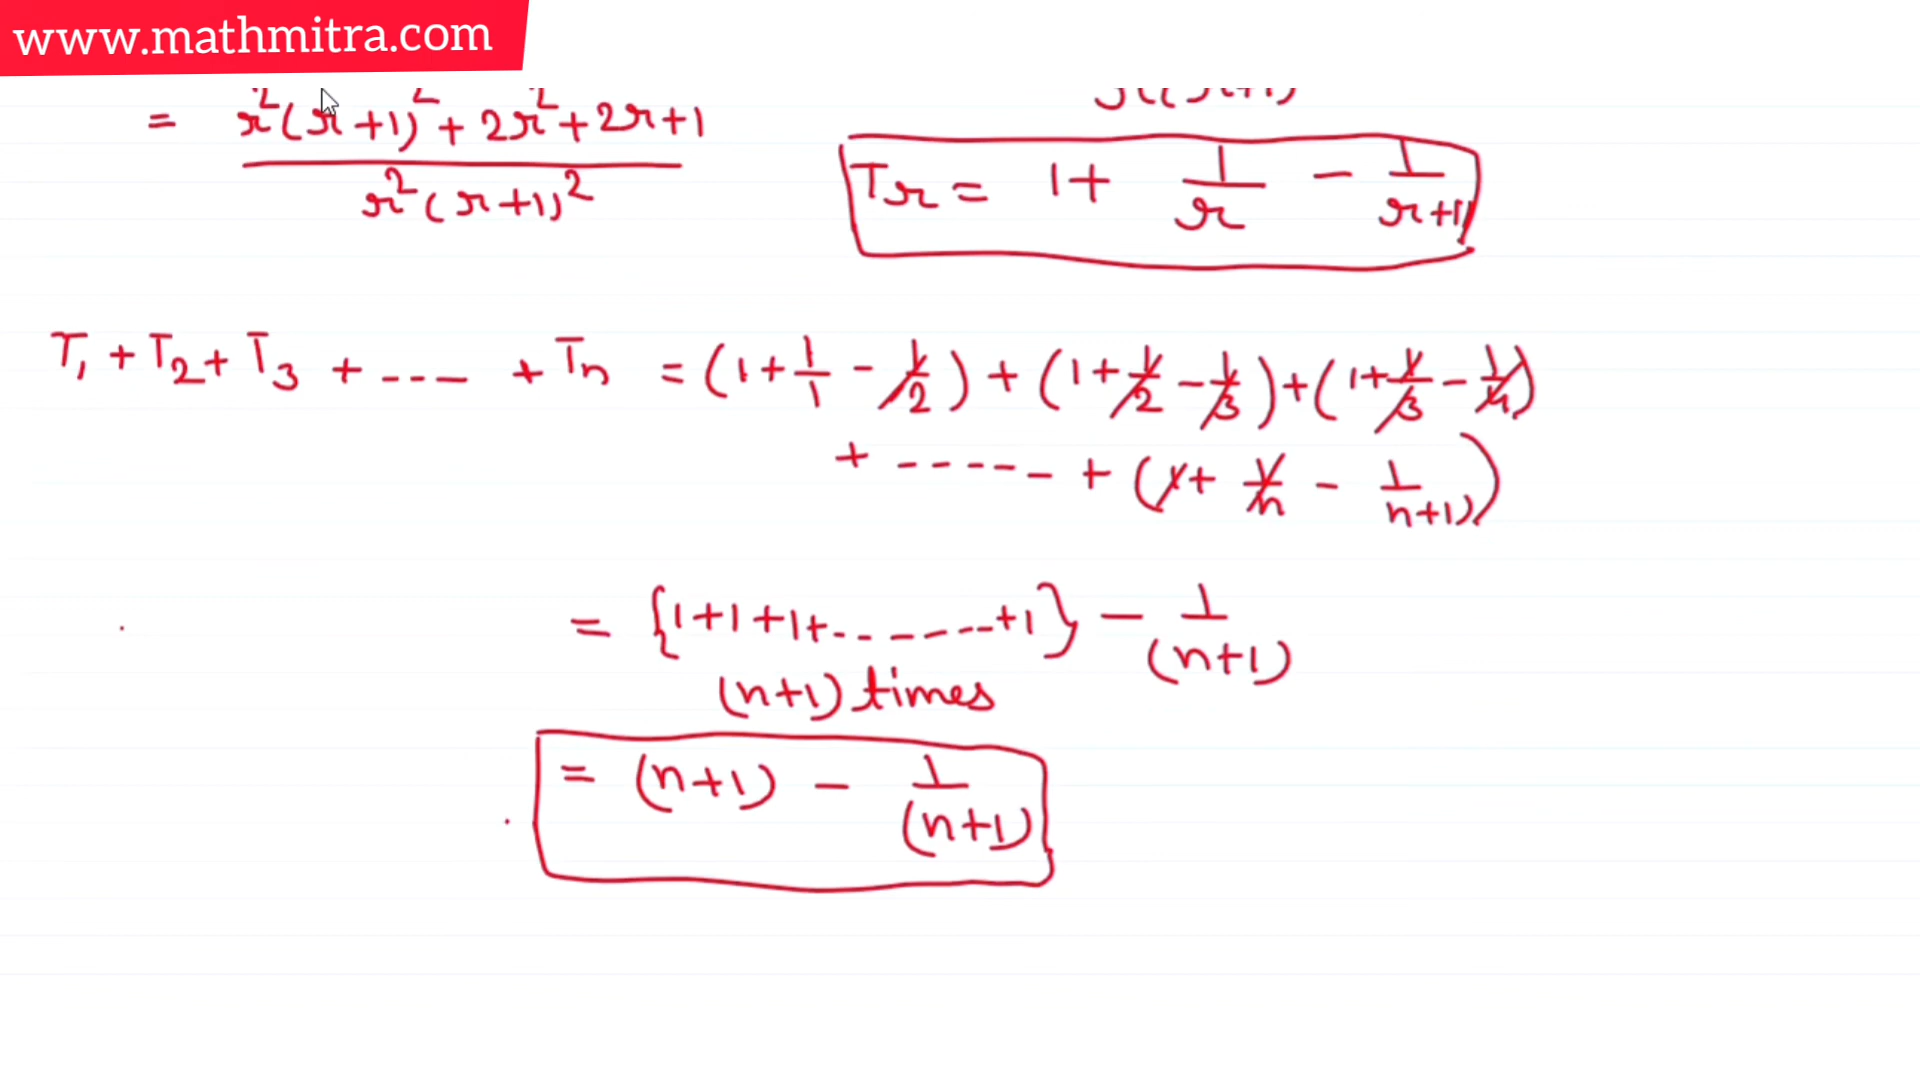 www.mathmitra.com
= r²(r+1)² + 2r² + 2r + 1
r²(r+1)²
Tr = 1 + 1/r - 1/r+1
T1 + T2 + T3 + ---- + Tn = (1 + 1/1 - 1/2) + (1 + 1/2 - 1/3) + (1 + 1/3 - 1/4)
+ ------ + (1 + 1/n - 1/n+1)
= {1+1+1+--------+1} - 1/(n+1)
(n+1) times
= (n+1) - 1/(n+1)